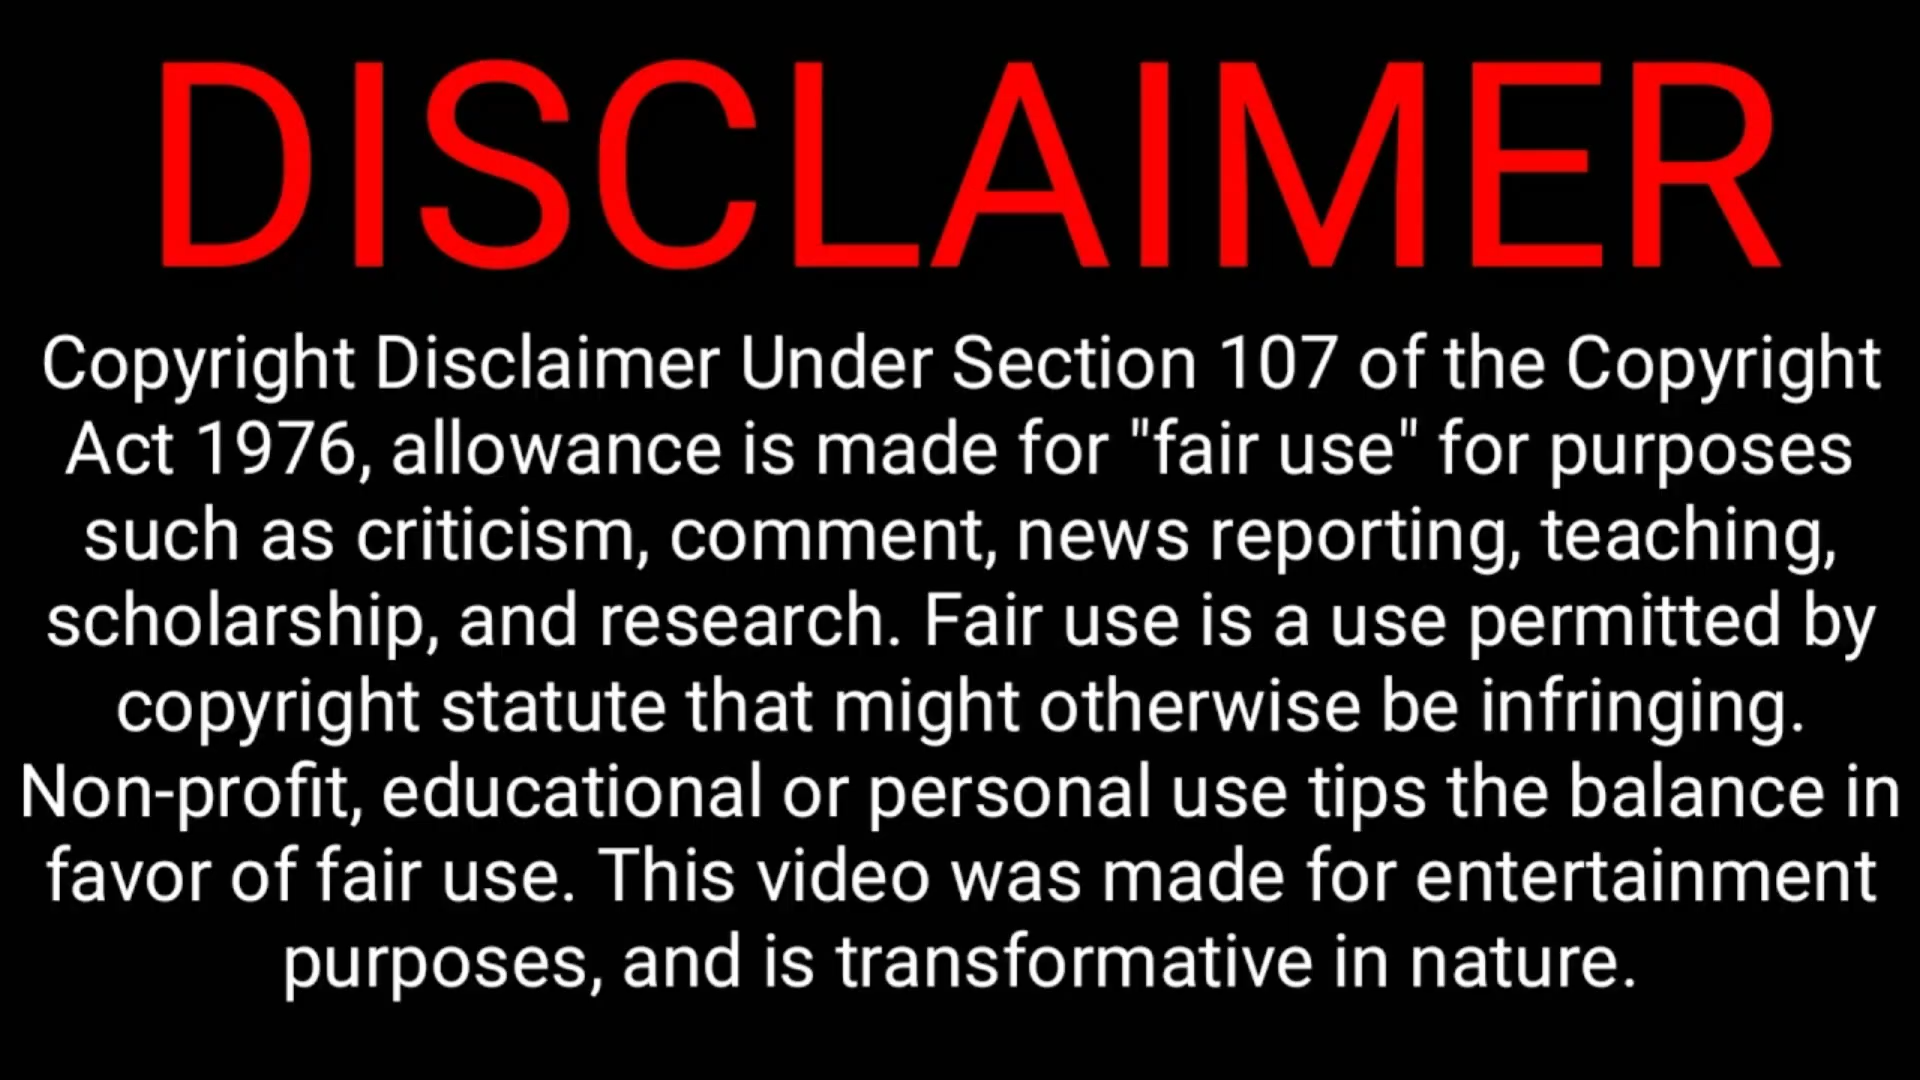 DISCLAIMER
Copyright Disclaimer Under Section 107 of the Copyright
Act 1976, allowance is made for "fair use" for purposes
such as criticism, comment, news reporting, teaching,
scholarship, and research. Fair use is a use permitted by
copyright statute that might otherwise be infringing.
Non-profit, educational or personal use tips the balance in
favor of fair use. This video was made for entertainment
purposes, and is transformative in nature.